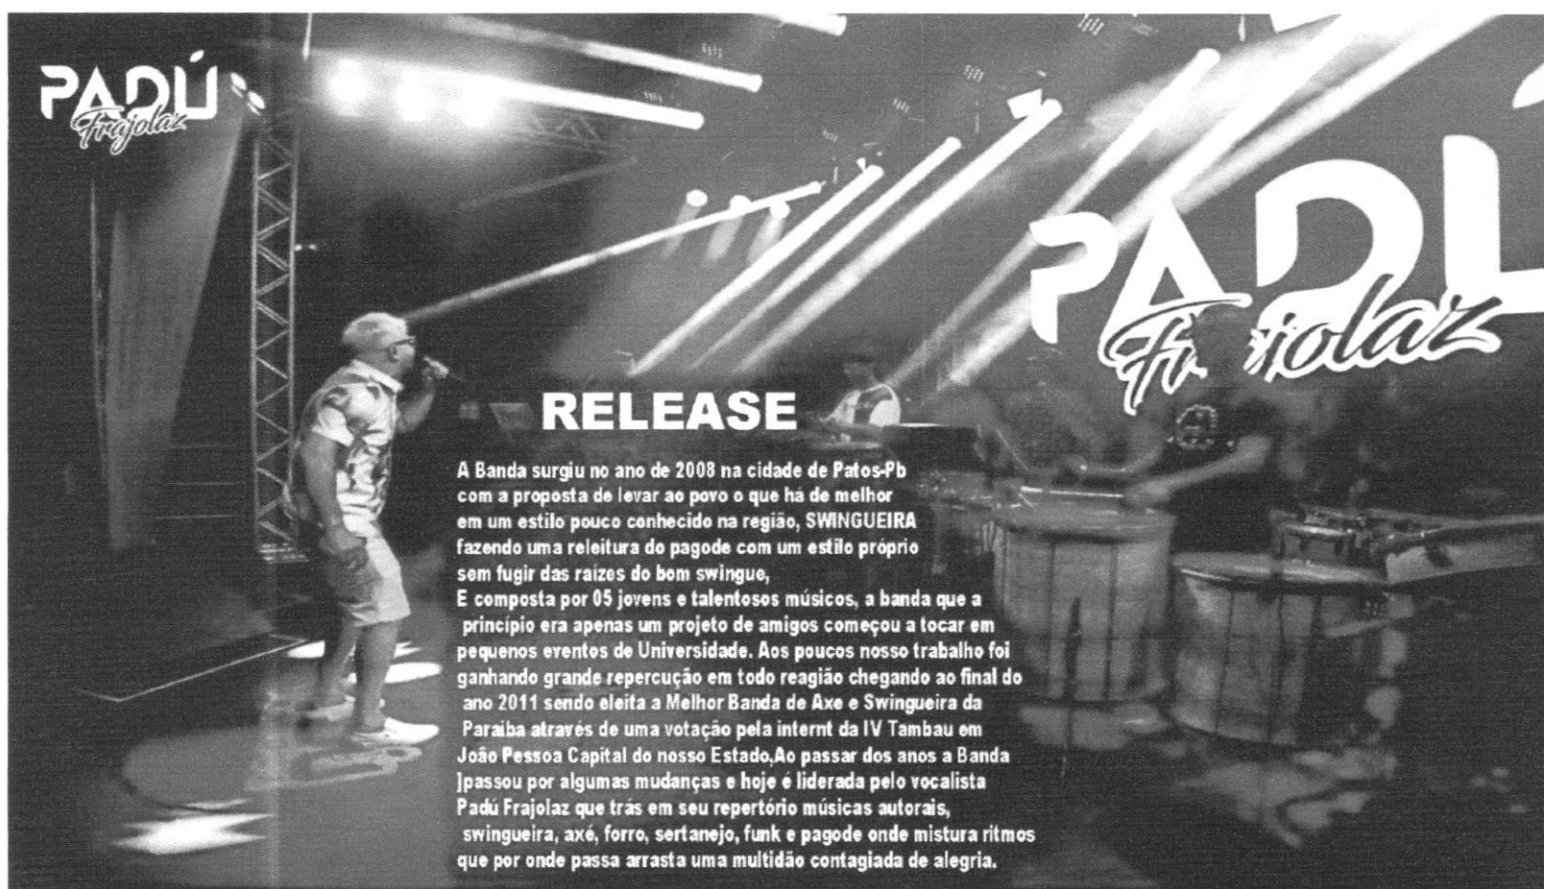 PADÚ
Frajolaz
PADÚ
Frajolaz
RELEASE
A Banda surgiu no ano de 2008 na cidade de Patos-Pb
com a proposta de levar ao povo o que há de melhor
em um estilo pouco conhecido na região, SWINGUEIRA
fazendo uma releitura do pagode com um estilo próprio
sem fugir das raízes do bom swingue,
E composta por 05 jovens e talentosos músicos, a banda que a
princípio era apenas um projeto de amigos começou a tocar em
pequenos eventos de Universidade. Aos poucos nosso trabalho foi
ganhando grande repercução em todo reagião chegando ao final do
ano 2011 sendo eleita a Melhor Banda de Axe e Swingueira da
Paraiba através de uma votação pela internt da IV Tambau em
João Pessoa Capital do nosso Estado,Ao passar dos anos a Banda
]passou por algumas mudanças e hoje é liderada pelo vocalista
Padú Frajolaz que trás em seu repertório músicas autorais,
swingueira, axé, forro, sertanejo, funk e pagode onde mistura ritmos
que por onde passa arrasta uma multidão contagiada de alegria.